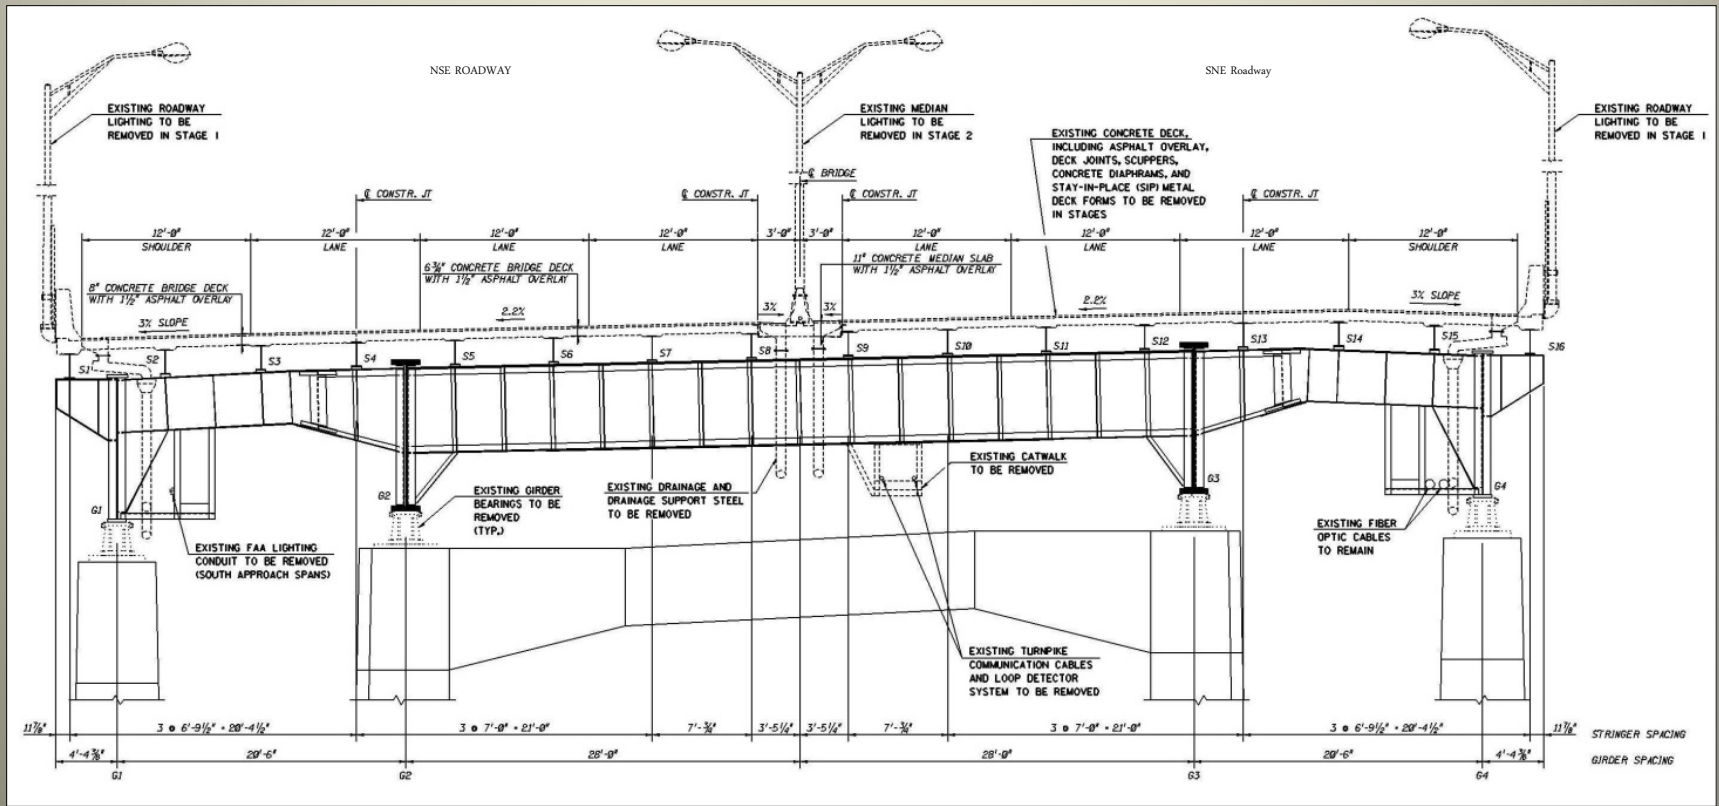 NSE ROADWAY
SNE Roadway
EXISTING ROADWAY
LIGHTING TO BE
REMOVED IN STAGE 1
EXISTING MEDIAN
LIGHTING TO BE
REMOVED IN STAGE 2
EXISTING CONCRETE DECK,
INCLUDING ASPHALT OVERLAY,
DECK JOINTS, SCUPPERS,
CONCRETE DIAPHRAMS, AND
STAY-IN-PLACE (SIP) METAL
DECK FORMS TO BE REMOVED
IN STAGES
EXISTING ROADWAY
LIGHTING TO BE
REMOVED IN STAGE 1
℄ BRIDGE
℄ CONSTR. JT
℄ CONSTR. JT
℄ CONSTR. JT
℄ CONSTR. JT
12'-0" 12'-0" 12'-0" 12'-0" 3'-0" 3'-0" 12'-0" 12'-0" 12'-0" 12'-0"
SHOULDER LANE LANE LANE LANE LANE LANE SHOULDER
8" CONCRETE BRIDGE DECK
WITH 1½" ASPHALT OVERLAY
6¾" CONCRETE BRIDGE DECK
WITH 1½" ASPHALT OVERLAY
11" CONCRETE MEDIAN SLAB
WITH 1½" ASPHALT OVERLAY
3% SLOPE
2.2%
3%
3%
2.2%
3% SLOPE
S1 S2 S3 S4 S5 S6 S7 S8 S9 S10 S11 S12 S13 S14 S15 S16
G1
G2
G3
G4
EXISTING FAA LIGHTING
CONDUIT TO BE REMOVED
(SOUTH APPROACH SPANS)
EXISTING GIRDER
BEARINGS TO BE
REMOVED
(TYP.)
EXISTING DRAINAGE AND
DRAINAGE SUPPORT STEEL
TO BE REMOVED
EXISTING CATWALK
TO BE REMOVED
EXISTING FIBER
OPTIC CABLES
TO REMAIN
EXISTING TURNPIKE
COMMUNICATION CABLES
AND LOOP DETECTOR
SYSTEM TO BE REMOVED
11⅞" 3 @ 6'-9½" = 20'-4½" 3 @ 7'-0" = 21'-0" 7'-¾" 3'-5¼" 3'-5¼" 7'-¾" 3 @ 7'-0" = 21'-0" 3 @ 6'-9½" = 20'-4½" 11⅞" STRINGER SPACING
4'-4⅜" 20'-6" 28'-0" 28'-0" 20'-6" 4'-4⅜" GIRDER SPACING
G1 G2 G3 G4